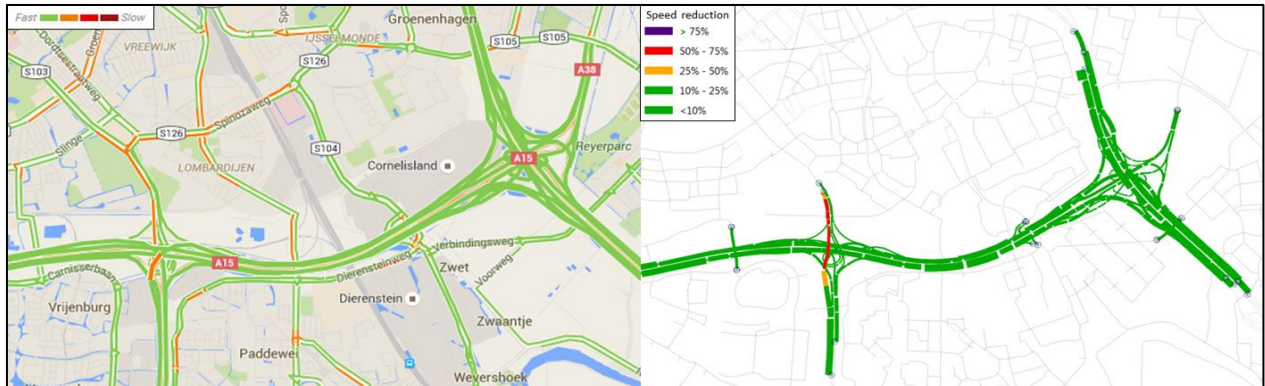 Fast Slow
Groenenhagen
VREEWIJK
IJSSELMONDE
S105
S105
Dordtsestraatweg
S103
S126
A38
Spinozaweg
S126
Slinge
S104
Reyerparc
LOMBARDIJEN
Cornelisland
A15
Verbindingsweg
A15
Dierensteinweg
Carnisserbaan
Zwet
Voorweg
Vrijenburg
Dierenstein
Zwaantje
Paddewei
Wevershoek
Speed reduction
> 75%
50% - 75%
25% - 50%
10% - 25%
<10%